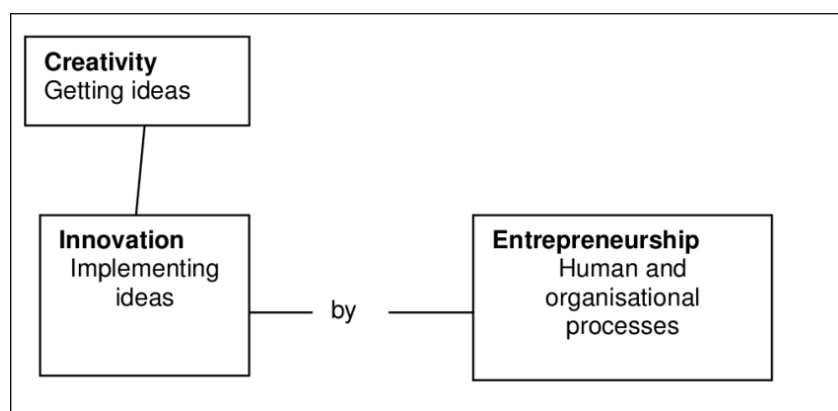 Creativity
Getting ideas
Innovation
Implementing
ideas
by
Entrepreneurship
Human and
organisational
processes